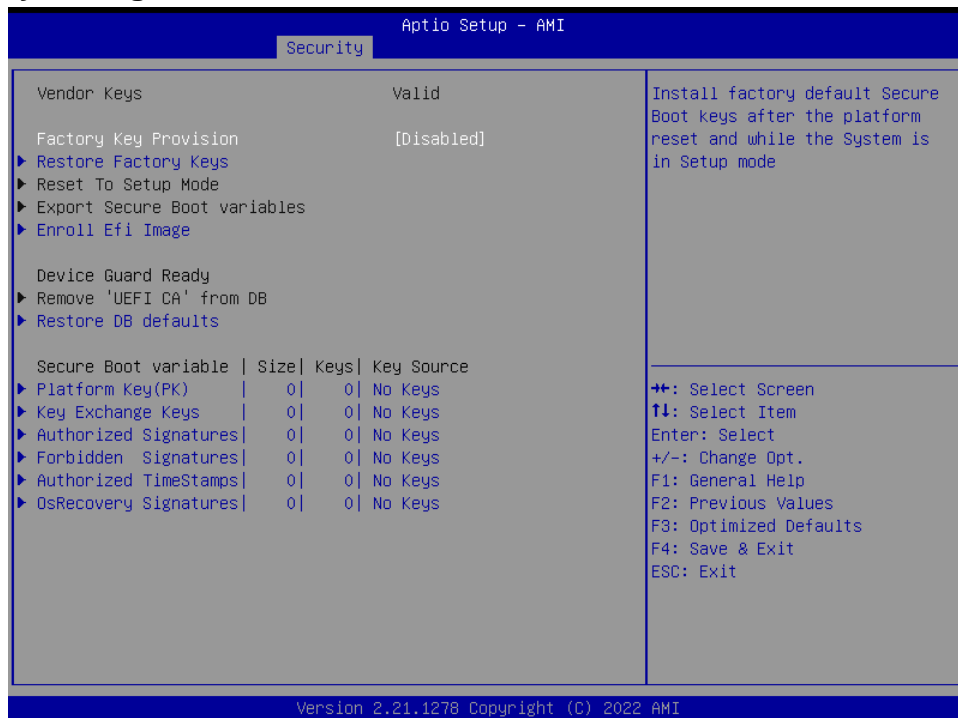 Aptio Setup - AMI
Security
Vendor Keys Valid
Factory Key Provision [Disabled]
Restore Factory Keys
Reset To Setup Mode
Export Secure Boot variables
Enroll Efi Image
Device Guard Ready
Remove 'UEFI CA' from DB
Restore DB defaults
Secure Boot variable | Size| Keys| Key Source
Platform Key(PK) | 0| 0| No Keys
Key Exchange Keys | 0| 0| No Keys
Authorized Signatures| 0| 0| No Keys
Forbidden Signatures| 0| 0| No Keys
Authorized TimeStamps| 0| 0| No Keys
OsRecovery Signatures| 0| 0| No Keys
Install factory default Secure
Boot keys after the platform
reset and while the System is
in Setup mode
→←: Select Screen
↑↓: Select Item
Enter: Select
+/-: Change Opt.
F1: General Help
F2: Previous Values
F3: Optimized Defaults
F4: Save & Exit
ESC: Exit
Version 2.21.1278 Copyright (C) 2022 AMI